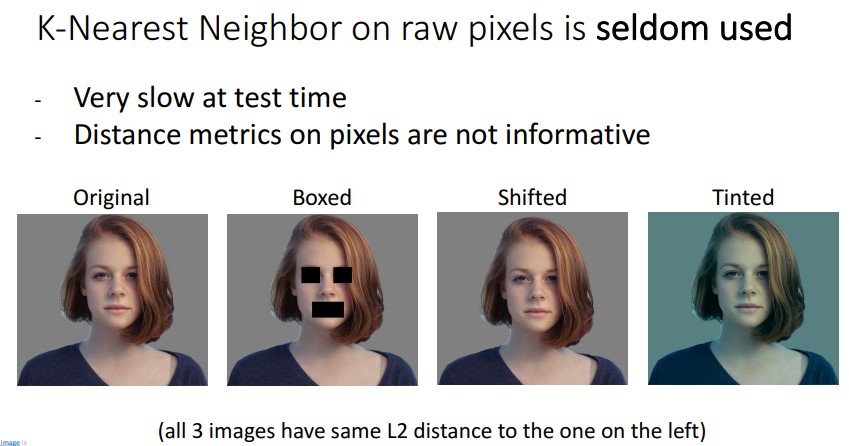 K-Nearest Neighbor on raw pixels is seldom used
- Very slow at test time
- Distance metrics on pixels are not informative
Original Boxed Shifted Tinted
(all 3 images have same L2 distance to the one on the left)
image is